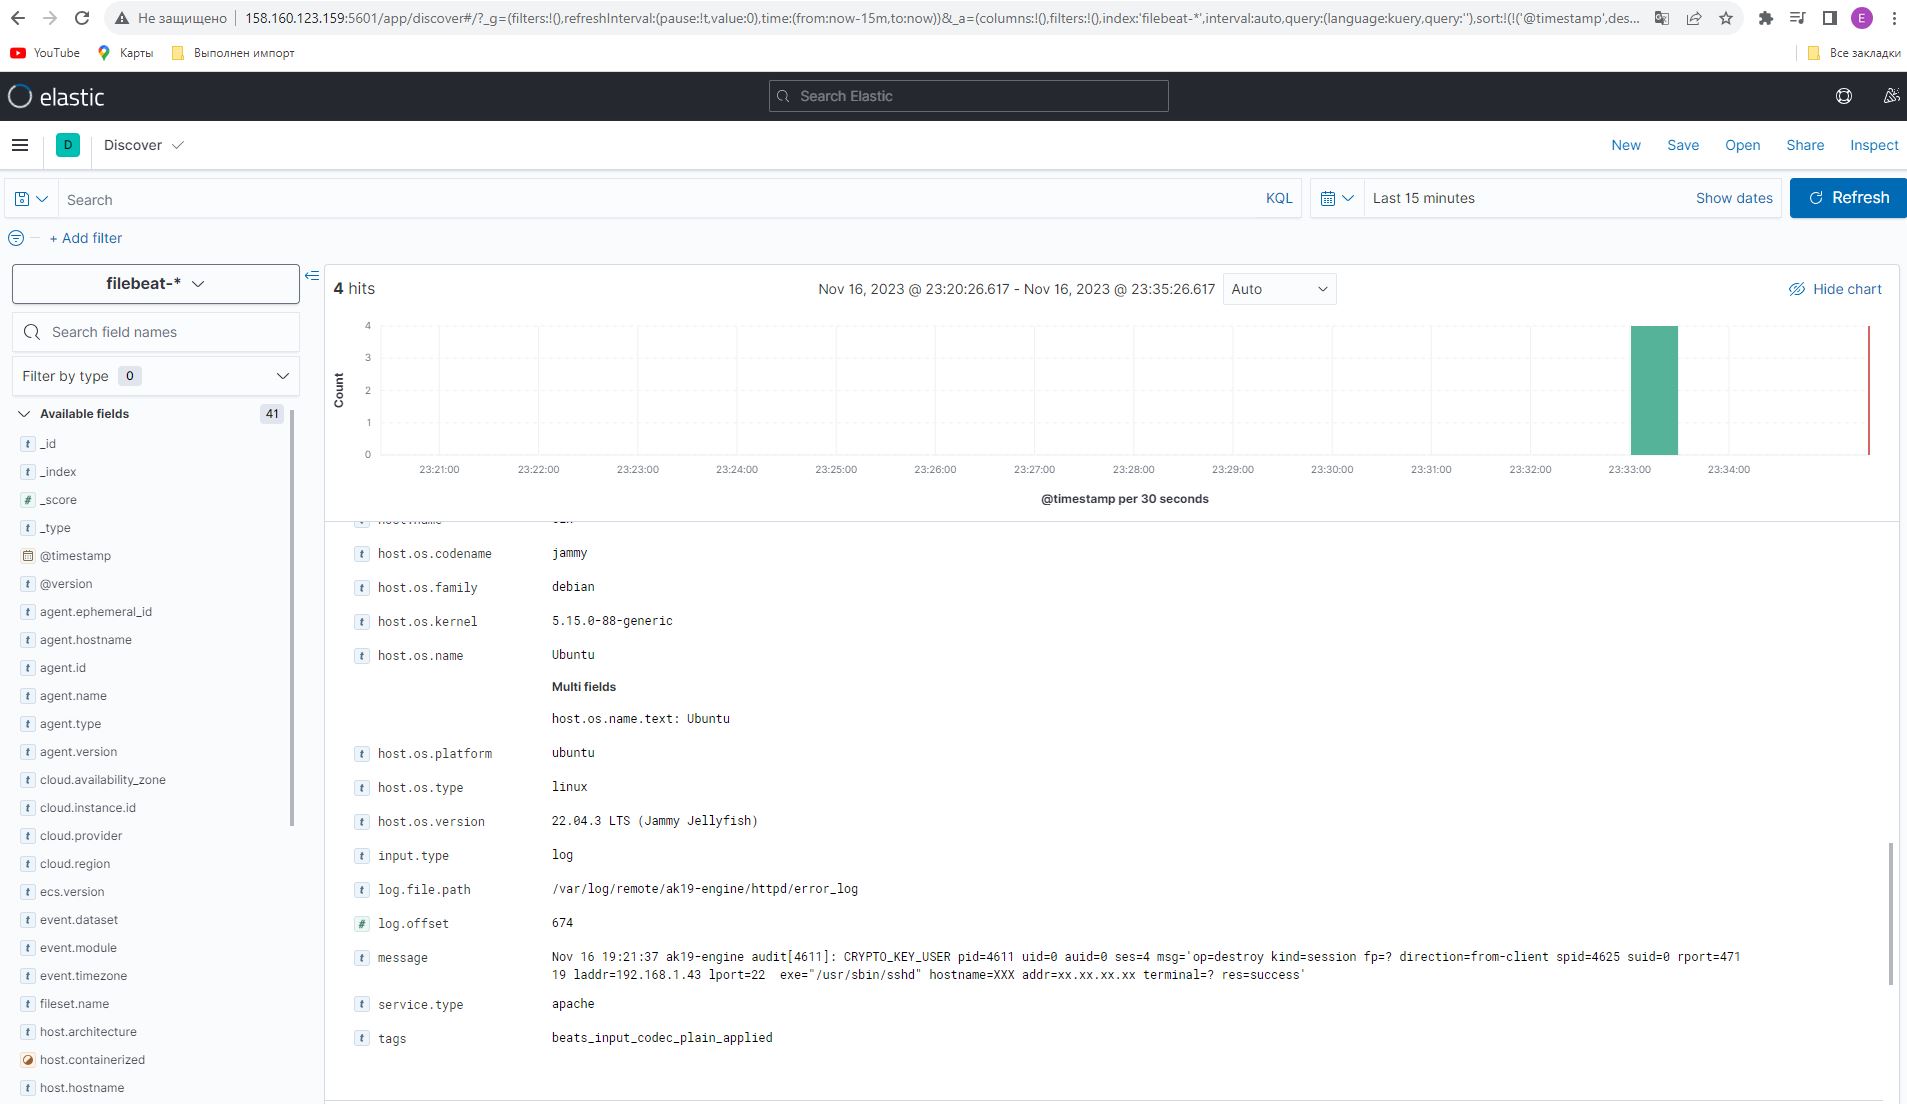 Не защищено
158.160.123.159:5601/app/discover#/?_g=(filters:!(),refreshInterval:(pause:!t,value:0),time:(from:now-15m,to:now))&_a=(columns:!(),filters:!(),index:'filebeat-*',interval:auto,query:(language:kuery,query:''),sort:!(!('@timestamp',des...
E
YouTube
Карты
Выполнен импорт
Все закладки
elastic
Search Elastic
D
Discover
New
Save
Open
Share
Inspect
Search
KQL
Last 15 minutes
Show dates
Refresh
+ Add filter
filebeat-*
Search field names
Filter by type 0
Available fields 41
t _id
t _index
# _score
t _type
@timestamp
t @version
t agent.ephemeral_id
t agent.hostname
t agent.id
t agent.name
t agent.type
t agent.version
t cloud.availability_zone
t cloud.instance.id
t cloud.provider
t cloud.region
t ecs.version
t event.dataset
t event.module
t event.timezone
t fileset.name
t host.architecture
host.containerized
t host.hostname
4 hits
Nov 16, 2023 @ 23:20:26.617 - Nov 16, 2023 @ 23:35:26.617
Auto
Hide chart
4
3
2
1
0
Count
23:21:00 23:22:00 23:23:00 23:24:00 23:25:00 23:26:00 23:27:00 23:28:00 23:29:00 23:30:00 23:31:00 23:32:00 23:33:00 23:34:00
@timestamp per 30 seconds
t host.os.codename jammy
t host.os.family debian
t host.os.kernel 5.15.0-88-generic
t host.os.name Ubuntu
Multi fields
host.os.name.text: Ubuntu
t host.os.platform ubuntu
t host.os.type linux
t host.os.version 22.04.3 LTS (Jammy Jellyfish)
t input.type log
t log.file.path /var/log/remote/ak19-engine/httpd/error_log
# log.offset 674
t message Nov 16 19:21:37 ak19-engine audit[4611]: CRYPTO_KEY_USER pid=4611 uid=0 auid=0 ses=4 msg='op=destroy kind=session fp=? direction=from-client spid=4625 suid=0 rport=471
19 laddr=192.168.1.43 lport=22  exe="/usr/sbin/sshd" hostname=XXX addr=xx.xx.xx.xx terminal=? res=success'
t service.type apache
t tags beats_input_codec_plain_applied